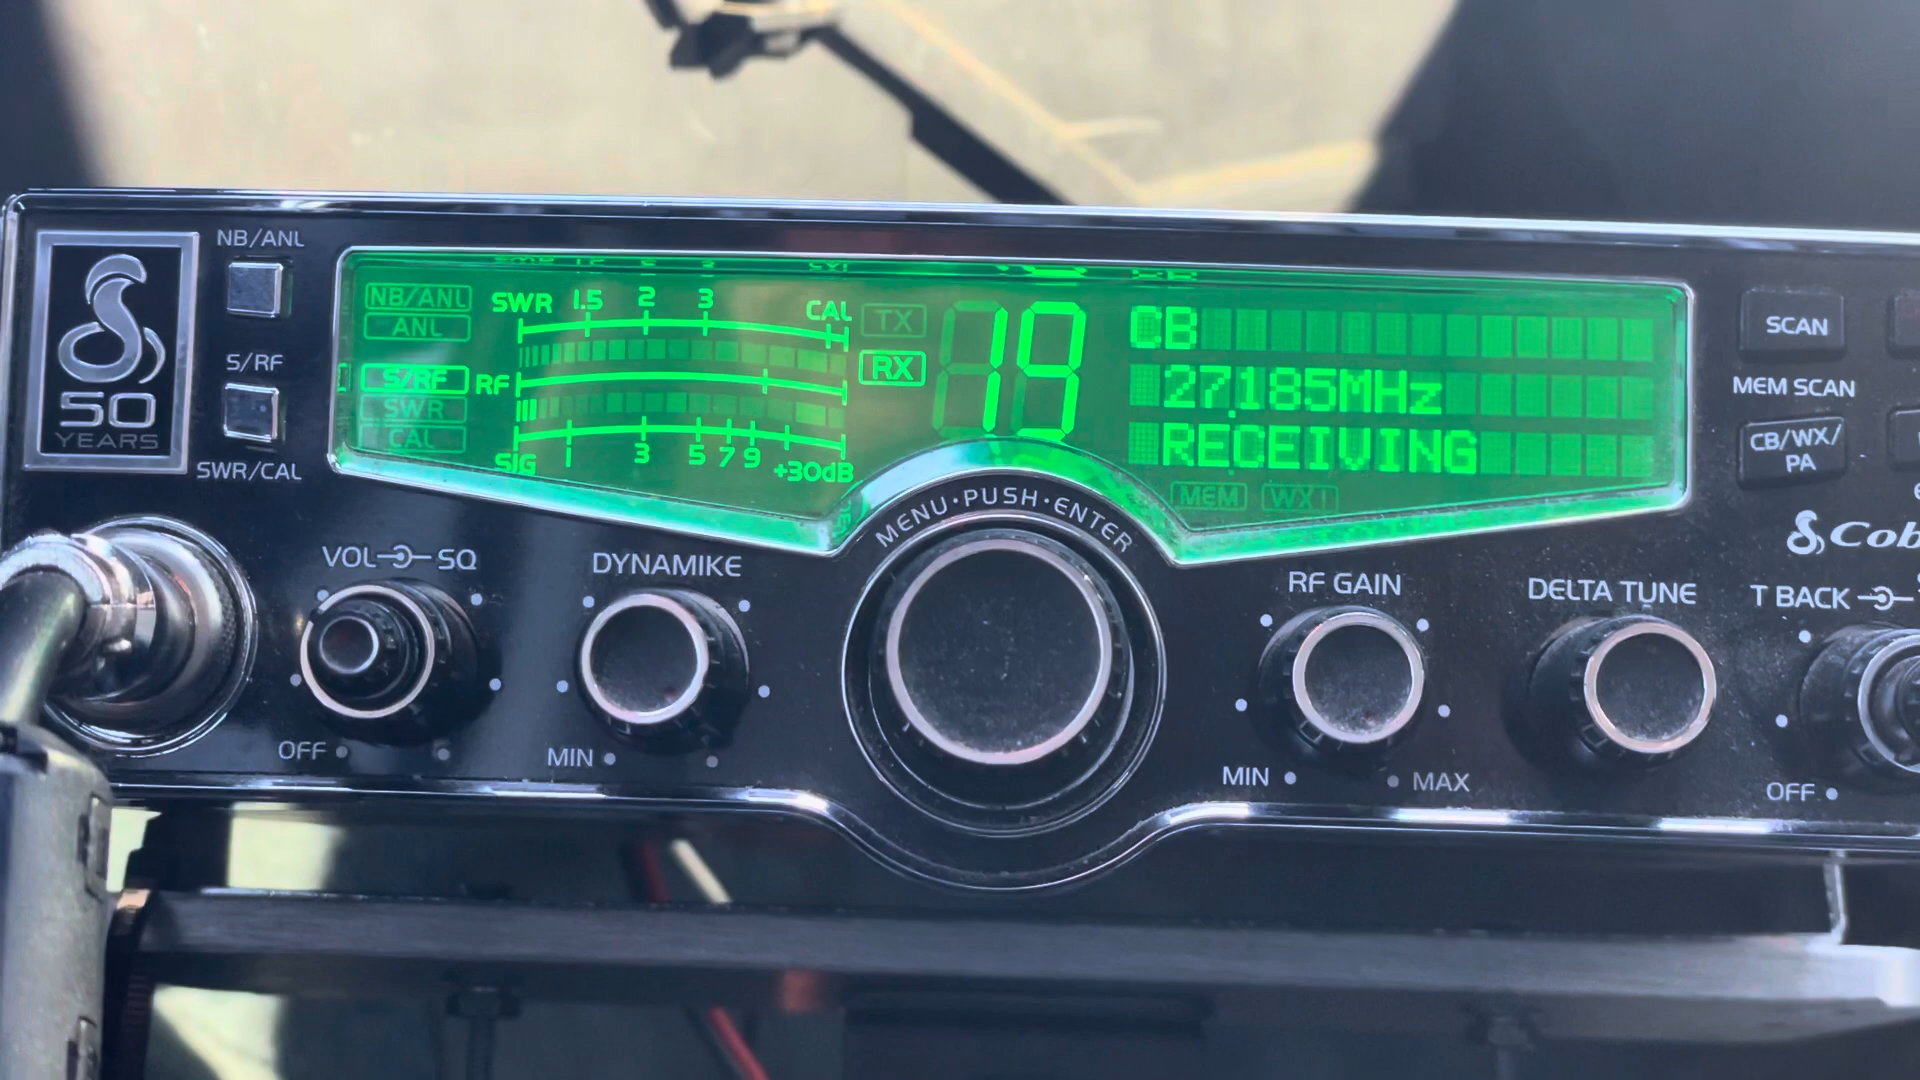 NB/ANL
S/RF
SWR/CAL
50
YEARS
NB/ANL
ANL
S/RF
SWR
CAL
SWR 1.5 2 3 CAL
RF
SIG 1 3 5 7 9 +30dB
TX
RX
19
CB
27.185MHz
RECEIVING
MEM WX!
SCAN
MEM SCAN
CB/WX/
PA
MENU·PUSH·ENTER
VOL SQ
OFF
DYNAMIKE
MIN
RF GAIN
MIN MAX
DELTA TUNE
Cob
T BACK
OFF